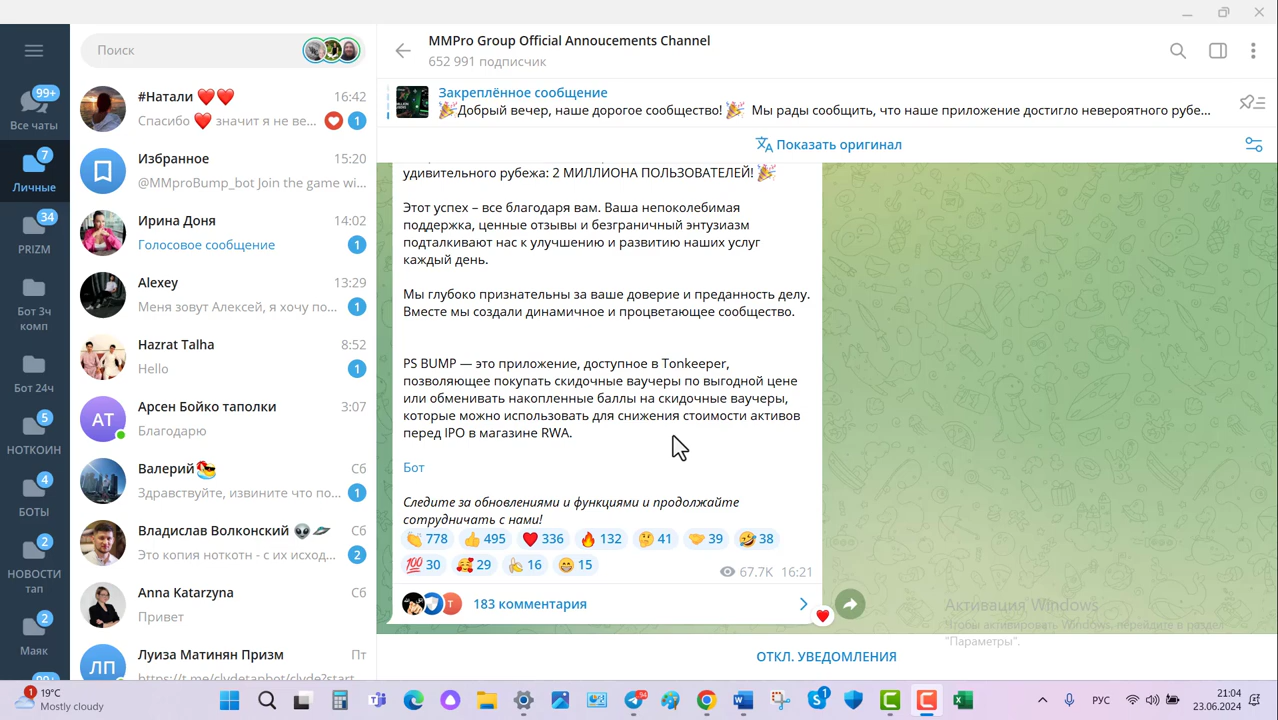 99+
Все чаты
7
Личные
34
PRIZM
Бот 3ч
комп
Бот 24ч
5
НОТКОИН
4
БОТЫ
2
НОВОСТИ
тап
2
Маяк
99+
Поиск
#Натали ❤️❤️ 16:42
Спасибо ❤️ значит я не ве... 1
Избранное 15:20
@MMproBump_bot Join the game wi...
Ирина Доня 14:02
Голосовое сообщение 1
Alexey 13:29
Меня зовут Алексей, я хочу по... 1
Hazrat Talha 8:52
Hello 1
АТ
Арсен Бойко таполки 3:07
Благодарю
Валерий Сб
Здравствуйте, извините что по... 1
Владислав Волконский Сб
Это копия ноткотн - с их исход... 2
Anna Katarzyna Сб
Привет
ЛП
Луиза Матинян Призм Пт
https://t.me/clydetapbot/clyde?start
MMPro Group Official Annoucements Channel
652 991 подписчик
Закреплённое сообщение
🎉Добрый вечер, наше дорогое сообщество! 🎉 Мы рады сообщить, что наше приложение достигло невероятного рубе...
Показать оригинал
удивительного рубежа: 2 МИЛЛИОНА ПОЛЬЗОВАТЕЛЕЙ! 🎉
Этот успех – все благодаря вам. Ваша непоколебимая
поддержка, ценные отзывы и безграничный энтузиазм
подталкивают нас к улучшению и развитию наших услуг
каждый день.
Мы глубоко признательны за ваше доверие и преданность делу.
Вместе мы создали динамичное и процветающее сообщество.
PS BUMP — это приложение, доступное в Tonkeeper,
позволяющее покупать скидочные ваучеры по выгодной цене
или обменивать накопленные баллы на скидочные ваучеры,
которые можно использовать для снижения стоимости активов
перед IPO в магазине RWA.
Бот
Следите за обновлениями и функциями и продолжайте
сотрудничать с нами!
778 495 336 132 41 39 38
30 29 16 15
67.7K 16:21
Т
183 комментария
Активация Windows
Чтобы активировать Windows, перейдите в раздел
"Параметры".
ОТКЛ. УВЕДОМЛЕНИЯ
1
19°C
Mostly cloudy
94
1
РУС
21:04
23.06.2024